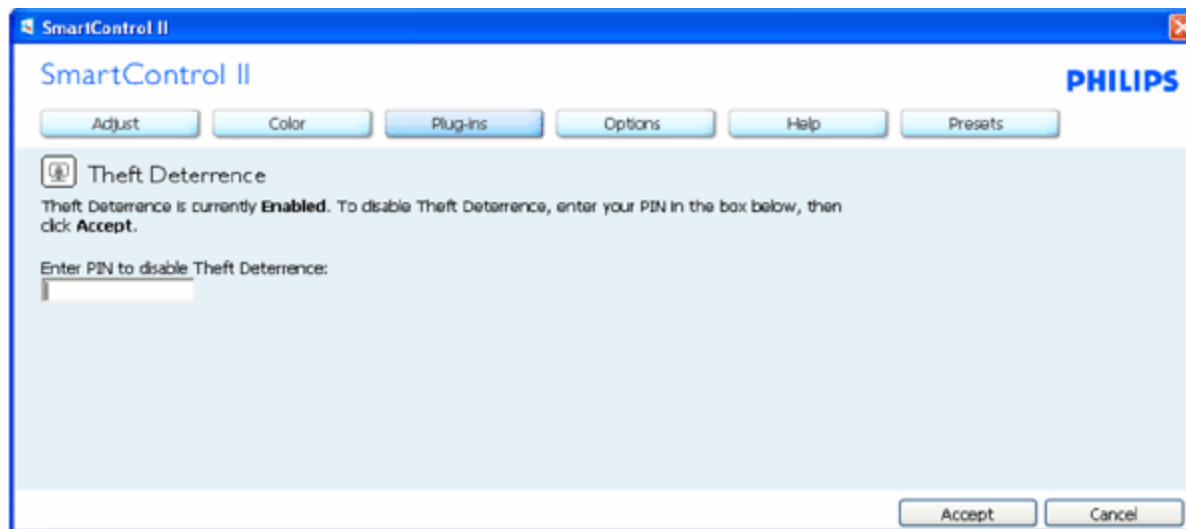 SmartControl II
SmartControl II
PHILIPS
Adjust Color Plug-ins Options Help Presets
Theft Deterrence
Theft Deterrence is currently Enabled. To disable Theft Deterrence, enter your PIN in the box below, then
click Accept.
Enter PIN to disable Theft Deterrence:
Accept Cancel